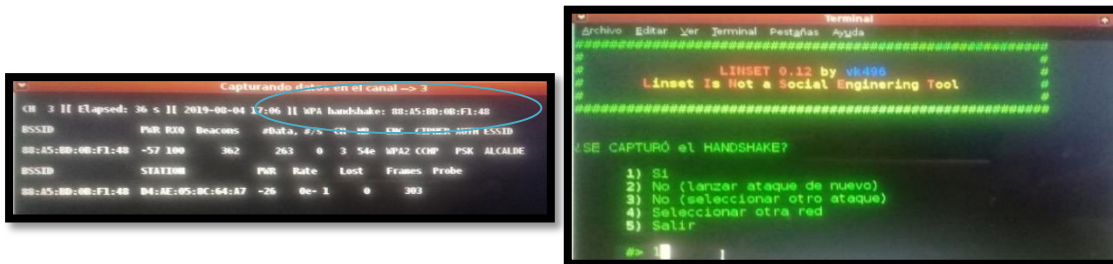 Capturando datos en el canal --> 3
CH 3 ][ Elapsed: 36 s ][ 2019-08-04 17:06 ][ WPA handshake: 88:A5:BD:0B:F1:48
BSSID PWR RXQ Beacons #Data, #/s CH MB ENC CIPHER AUTH ESSID
88:A5:BD:0B:F1:48 -57 100 362 263 0 3 54e WPA2 CCMP PSK ALCALDE
BSSID STATION PWR Rate Lost Frames Probe
88:A5:BD:0B:F1:48 D4:AE:05:8C:64:A7 -26 0e- 1 0 303
Terminal
Archivo Editar Ver Terminal Pestañas Ayuda
LINSET 0.12 by vk496
Linset Is Not a Social Enginering Tool
¿SE CAPTURÓ el HANDSHAKE?
1) Si
2) No (lanzar ataque de nuevo)
3) No (seleccionar otro ataque)
4) Seleccionar otra red
5) Salir
#> 1